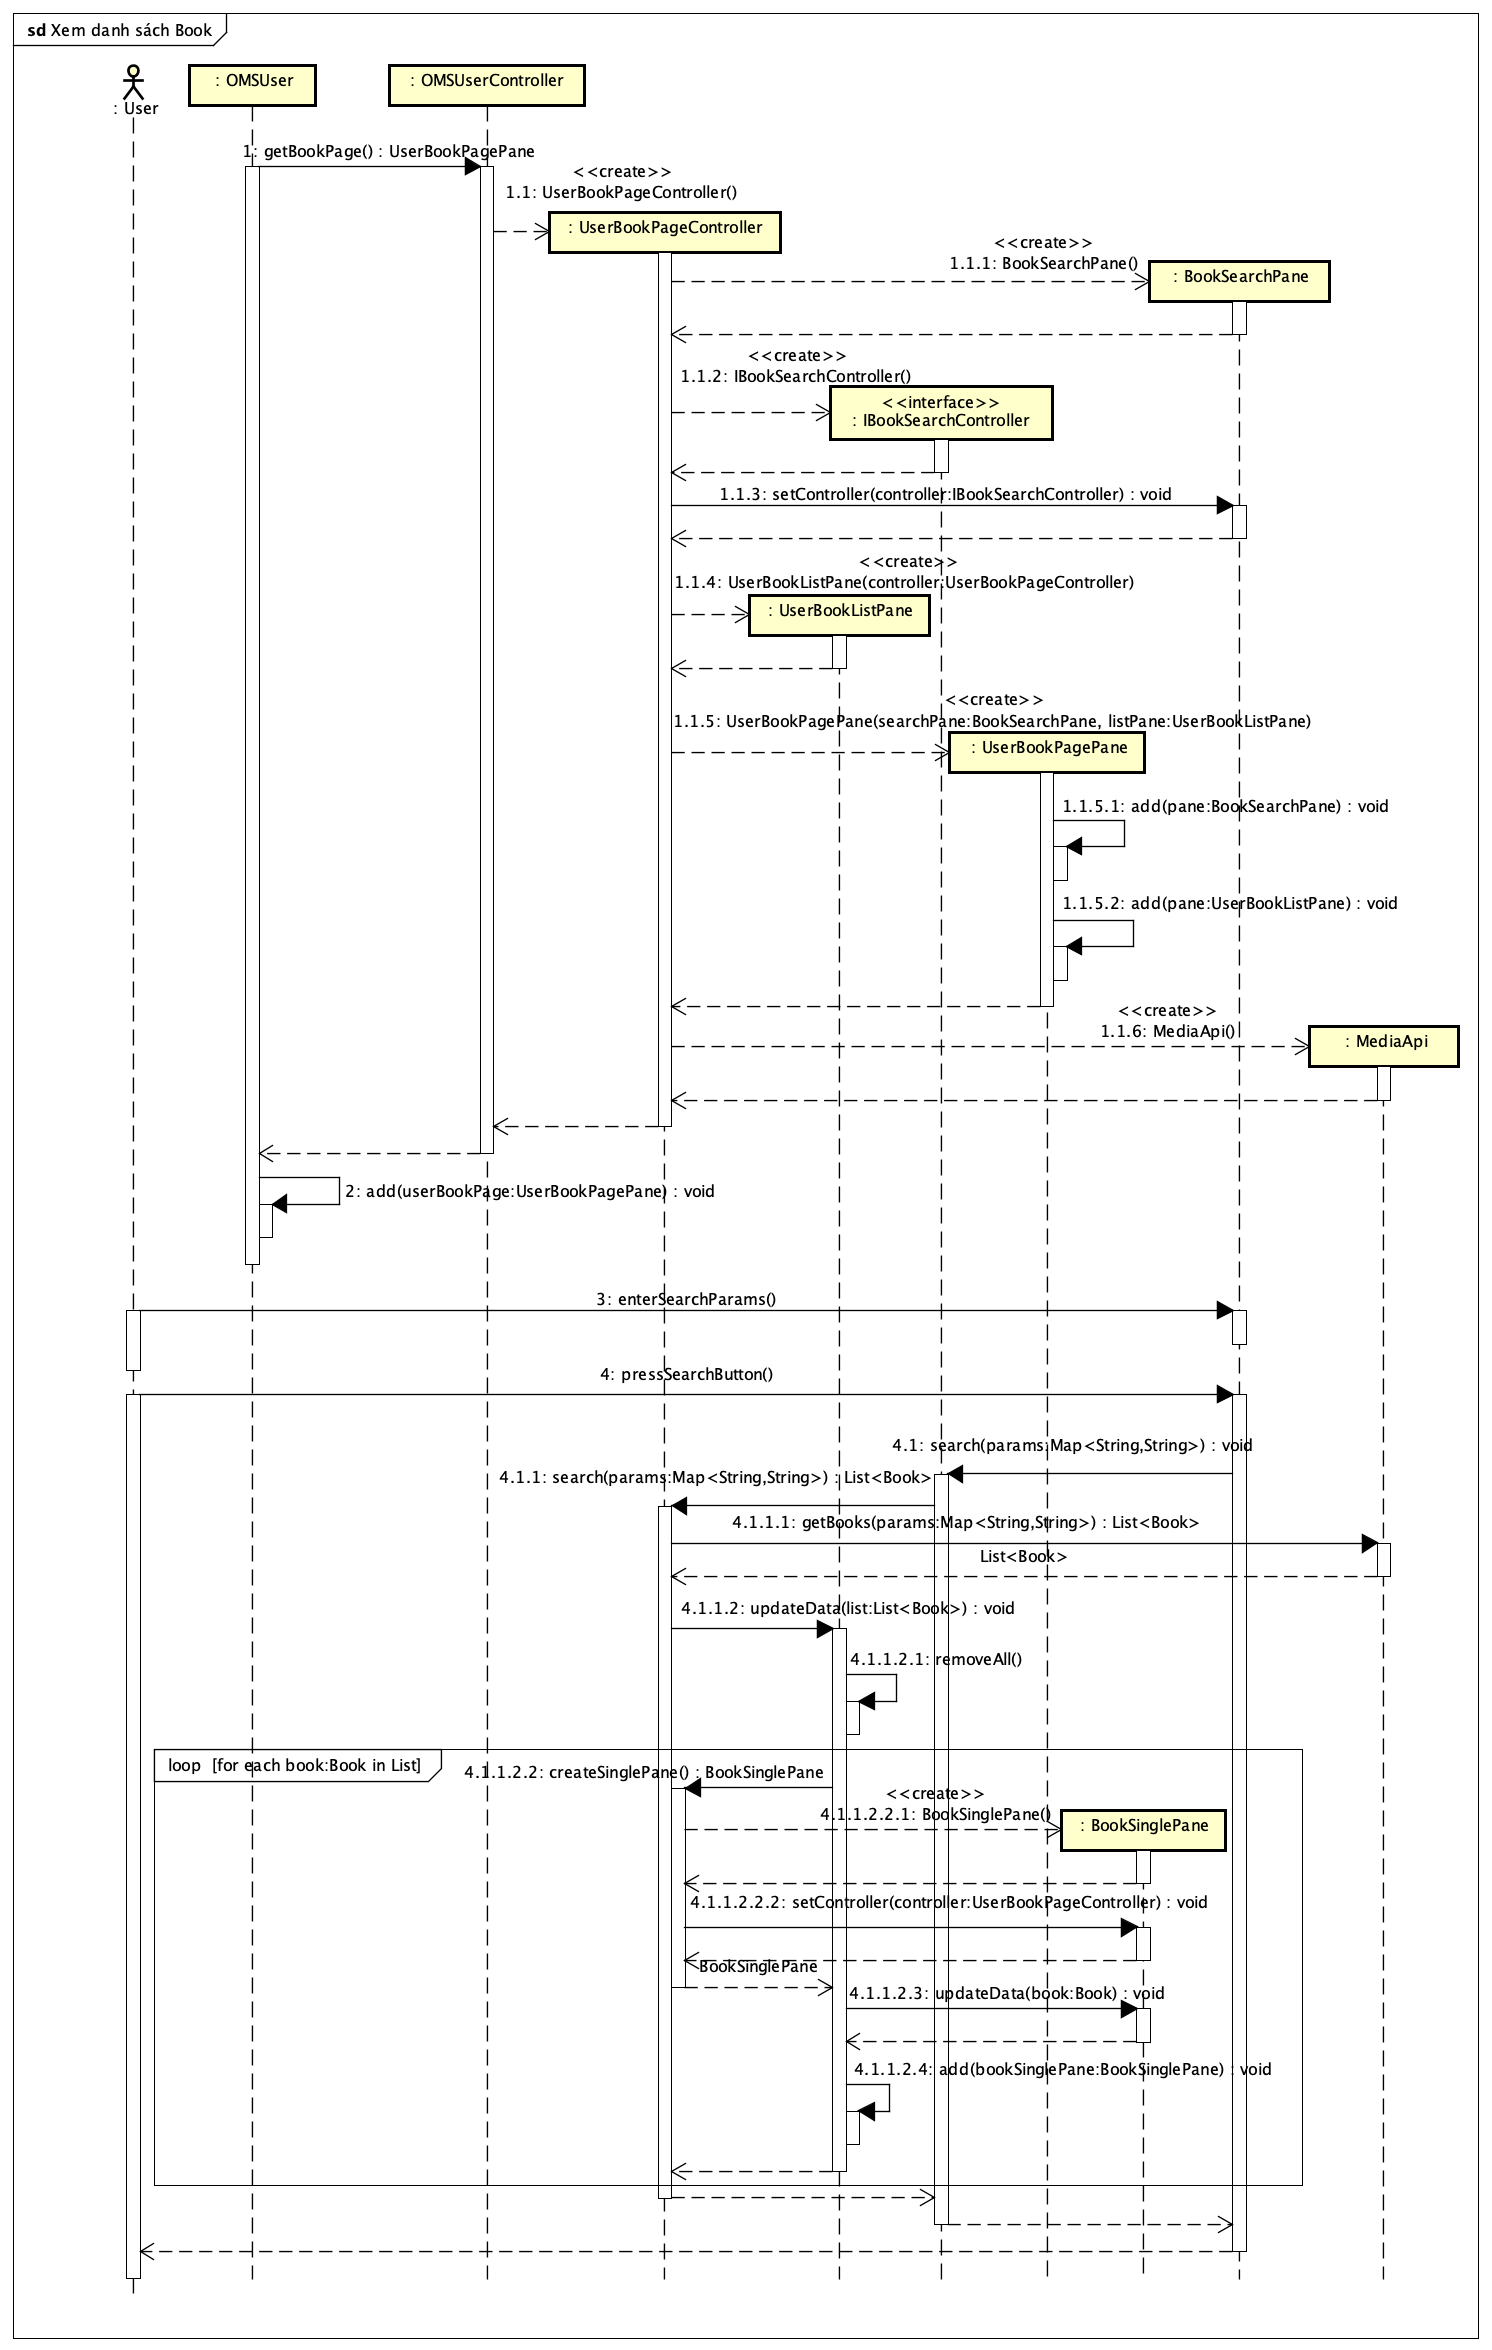 sd Xem danh sách Book
: User
: OMSUser
: OMSUserController
1: getBookPage() : UserBookPagePane
<<create>>
1.1: UserBookPageController()
: UserBookPageController
<<create>>
1.1.1: BookSearchPane()
: BookSearchPane
<<create>>
1.1.2: IBookSearchController()
<<interface>>
: IBookSearchController
1.1.3: setController(controller:IBookSearchController) : void
<<create>>
1.1.4: UserBookListPane(controller:UserBookPageController)
: UserBookListPane
<<create>>
1.1.5: UserBookPagePane(searchPane:BookSearchPane, listPane:UserBookListPane)
: UserBookPagePane
1.1.5.1: add(pane:BookSearchPane) : void
1.1.5.2: add(pane:UserBookListPane) : void
<<create>>
1.1.6: MediaApi()
: MediaApi
2: add(userBookPage:UserBookPagePane) : void
3: enterSearchParams()
4: pressSearchButton()
4.1: search(params:Map<String,String>) : void
4.1.1: search(params:Map<String,String>) : List<Book>
4.1.1.1: getBooks(params:Map<String,String>) : List<Book>
List<Book>
4.1.1.2: updateData(list:List<Book>) : void
4.1.1.2.1: removeAll()
loop [for each book:Book in List]
4.1.1.2.2: createSinglePane() : BookSinglePane
<<create>>
4.1.1.2.2.1: BookSinglePane()
: BookSinglePane
4.1.1.2.2.2: setController(controller:UserBookPageController) : void
BookSinglePane
4.1.1.2.3: updateData(book:Book) : void
4.1.1.2.4: add(bookSinglePane:BookSinglePane) : void